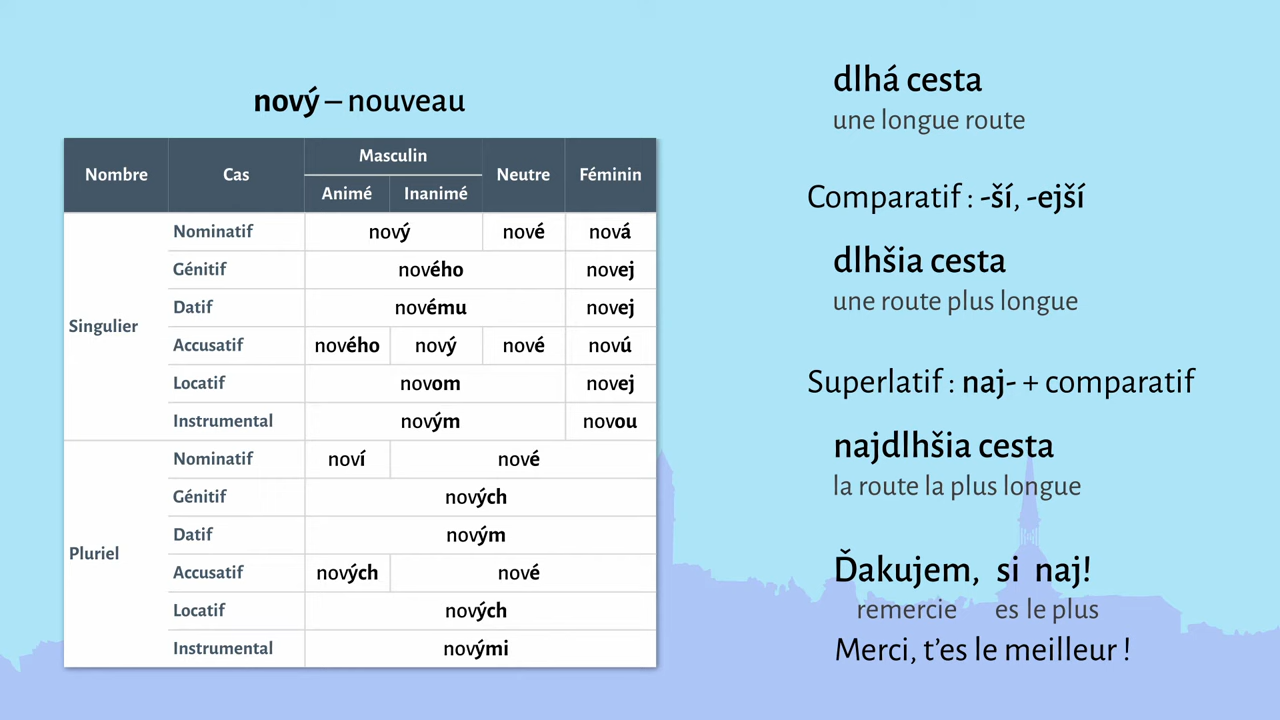 nový – nouveau
Nombre Cas Masculin Neutre Féminin
Animé Inanimé
Singulier
Nominatif nový nové nová
Génitif nového novej
Datif novému novej
Accusatif nového nový nové novú
Locatif novom novej
Instrumental novým novou
Pluriel
Nominatif noví nové
Génitif nových
Datif novým
Accusatif nových nové
Locatif nových
Instrumental novými
dlhá cesta
une longue route
Comparatif : -ší, -ejší
dlhšia cesta
une route plus longue
Superlatif : naj- + comparatif
najdlhšia cesta
la route la plus longue
Ďakujem, si naj!
remercie es le plus
Merci, t’es le meilleur !